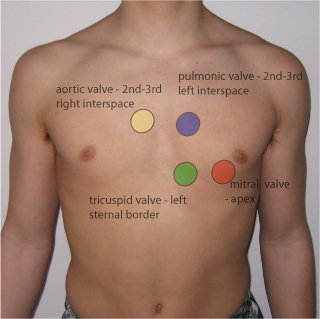 aortic valve - 2nd-3rd
right interspace
pulmonic valve - 2nd-3rd
left interspace
tricuspid valve - left
sternal border
mitral valve
- apex